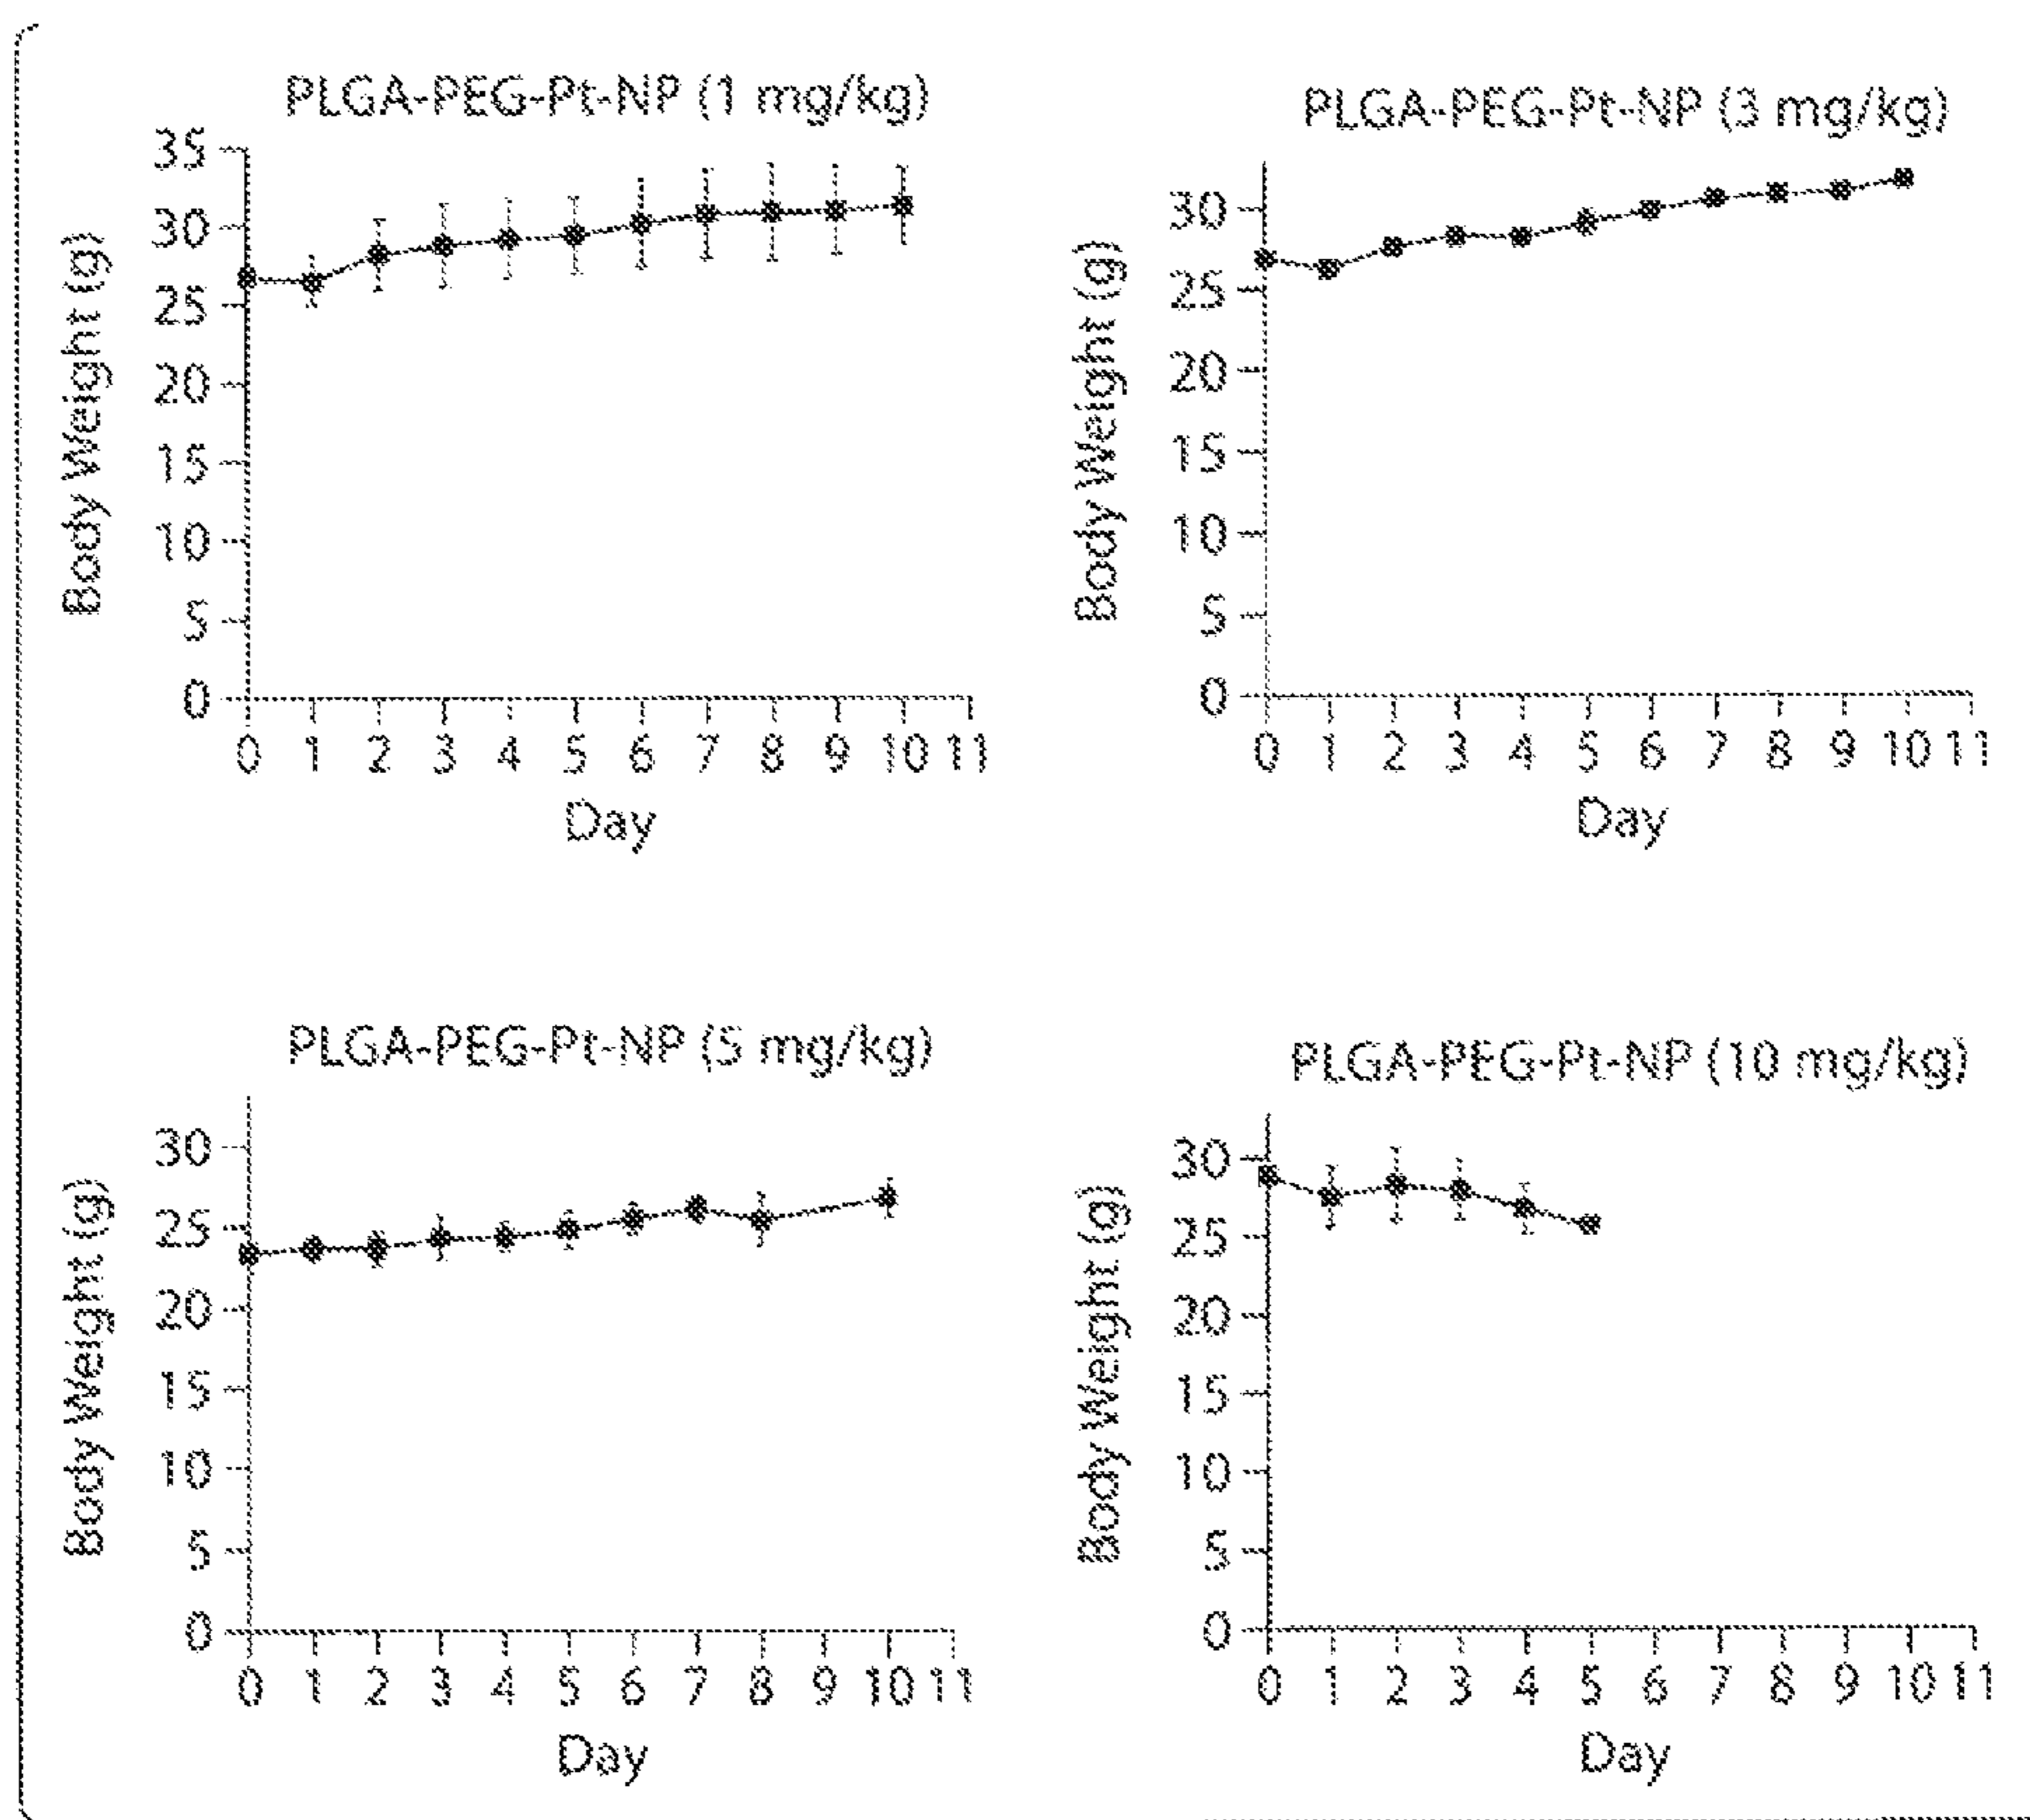 PLGA-PEG-Pt-NP (1 mg/kg)
Body Weight (g)
35
30
25
20
15
10
5
0
0 1 2 3 4 5 6 7 8 9 10 11
Day
PLGA-PEG-Pt-NP (3 mg/kg)
Body Weight (g)
30
25
20
15
10
5
0
0 1 2 3 4 5 6 7 8 9 10 11
Day
PLGA-PEG-Pt-NP (5 mg/kg)
Body Weight (g)
30
25
20
15
10
5
0
0 1 2 3 4 5 6 7 8 9 10 11
Day
PLGA-PEG-Pt-NP (10 mg/kg)
Body Weight (g)
30
25
20
15
10
5
0
0 1 2 3 4 5 6 7 8 9 10 11
Day